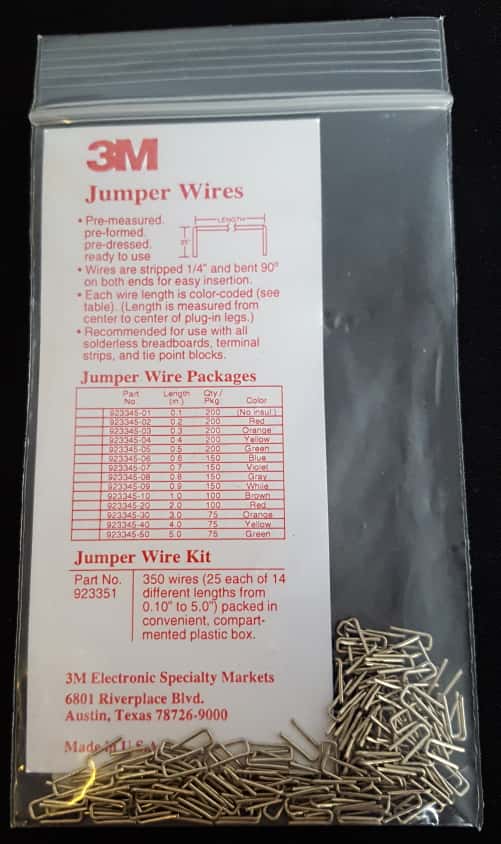 3M
Jumper Wires
• Pre-measured.
pre-formed.
pre-dressed.
ready to use
LENGTH
.25"
• Wires are stripped 1/4" and bent 90°
on both ends for easy insertion.
• Each wire length is color-coded (see
table). (Length is measured from
center to center of plug-in legs.)
• Recommended for use with all
solderless breadboards, terminal
strips, and tie point blocks.
Jumper Wire Packages
Part No. Length (in.) Qty./Pkg. Color
923345-01 0.1 200 (No insul.)
923345-02 0.2 200 Red
923345-03 0.3 200 Orange
923345-04 0.4 200 Yellow
923345-05 0.5 200 Green
923345-06 0.6 150 Blue
923345-07 0.7 150 Violet
923345-08 0.8 150 Gray
923345-09 0.9 150 White
923345-10 1.0 100 Brown
923345-20 2.0 100 Red
923345-30 3.0 75 Orange
923345-40 4.0 75 Yellow
923345-50 5.0 75 Green
Jumper Wire Kit
Part No. 350 wires (25 each of 14
923351 different lengths from
0.10" to 5.0") packed in
convenient, compart-
mented plastic box.
3M Electronic Specialty Markets
6801 Riverplace Blvd.
Austin, Texas 78726-9000
Made in U.S.A.